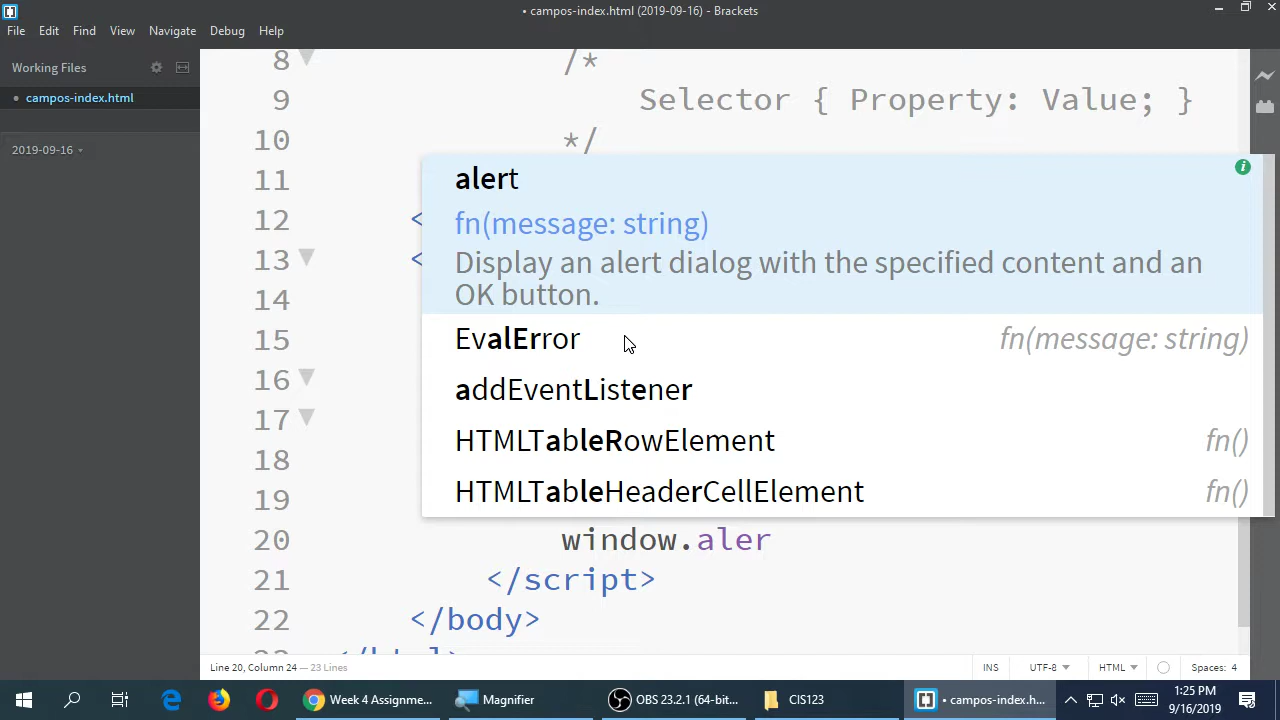 • campos-index.html (2019-09-16) - Brackets
File Edit Find View Navigate Debug Help
Working Files
• campos-index.html
2019-09-16
8 /*
9 Selector { Property: Value; }
10 */
11
12 <
13 <
14
15
16
17
18
19
20 window.aler
21 </script>
22 </body>
alert
fn(message: string)
Display an alert dialog with the specified content and an
OK button.
EvalError fn(message: string)
addEventListener
HTMLTableRowElement fn()
HTMLTableHeaderCellElement fn()
Line 20, Column 24 — 23 Lines
INS UTF-8 HTML Spaces: 4
Week 4 Assignme... Magnifier OBS 23.2.1 (64-bit... CIS123 • campos-index.h...
1:25 PM
9/16/2019